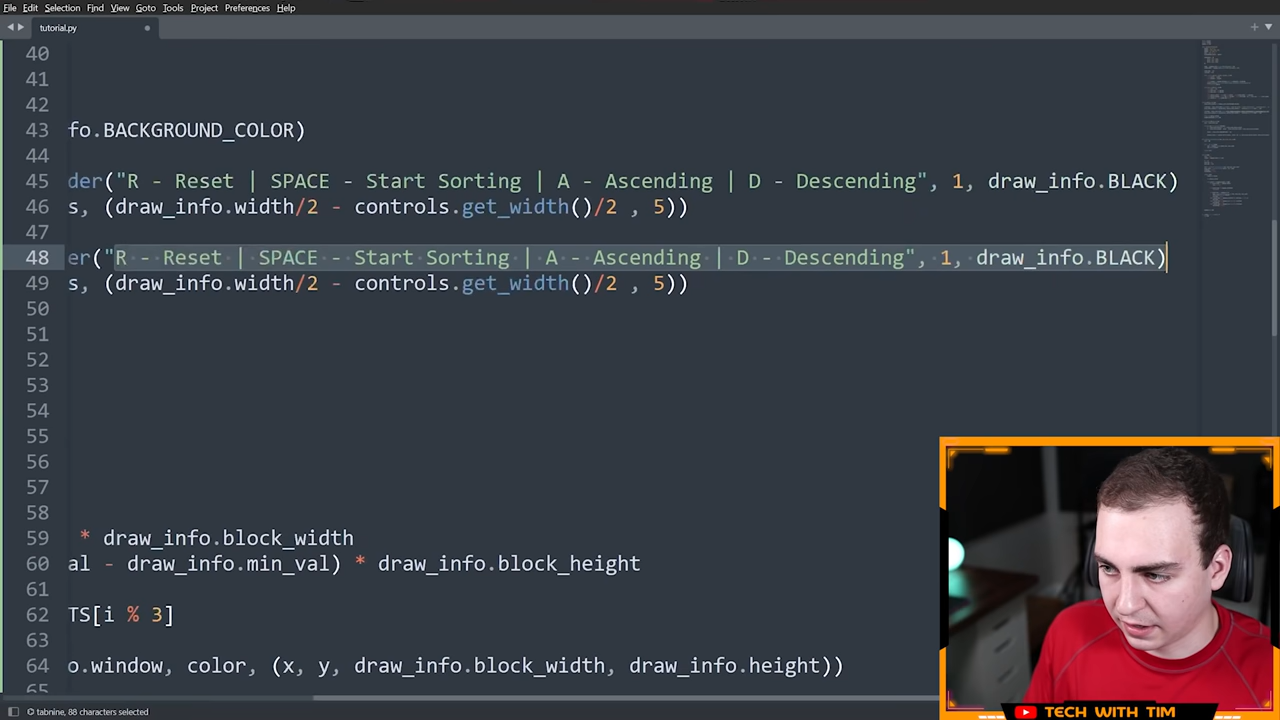 File Edit Selection Find View Goto Tools Project Preferences Help
tutorial.py
40
41
42
43 fo.BACKGROUND_COLOR)
44
45 der("R - Reset | SPACE - Start Sorting | A - Ascending | D - Descending", 1, draw_info.BLACK)
46 s, (draw_info.width/2 - controls.get_width()/2 , 5))
47
48 er("R - Reset | SPACE - Start Sorting | A - Ascending | D - Descending", 1, draw_info.BLACK)
49 s, (draw_info.width/2 - controls.get_width()/2 , 5))
50
51
52
53
54
55
56
57
58
59 * draw_info.block_width
60 al - draw_info.min_val) * draw_info.block_height
61
62 TS[i % 3]
63
64 o.window, color, (x, y, draw_info.block_width, draw_info.height))
65
tabnine, 88 characters selected
TECH WITH TIM